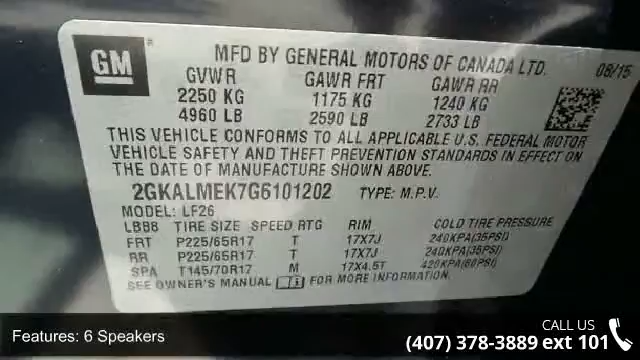 GM
MFD BY GENERAL MOTORS OF CANADA LTD. 08/15
GVWR GAWR FRT GAWR RR
2250 KG 1175 KG 1240 KG
4960 LB 2590 LB 2733 LB
THIS VEHICLE CONFORMS TO ALL APPLICABLE U.S. FEDERAL MOTOR
VEHICLE SAFETY AND THEFT PREVENTION STANDARDS IN EFFECT ON
THE DATE OF MANUFACTURE SHOWN ABOVE.
2GKALMEK7G6101202 TYPE: M.P.V.
MODEL: LF26
LBB8 TIRE SIZE SPEED RTG RIM COLD TIRE PRESSURE
FRT P225/65R17 T 17X7J 240KPA(35PSI)
RR P225/65R17 T 17X7J 240KPA(35PSI)
SPA T145/70R17 M 17X4.5T 420KPA(60PSI)
SEE OWNER'S MANUAL FOR MORE INFORMATION.
Features: 6 Speakers
CALL US
(407) 378-3889 ext 101